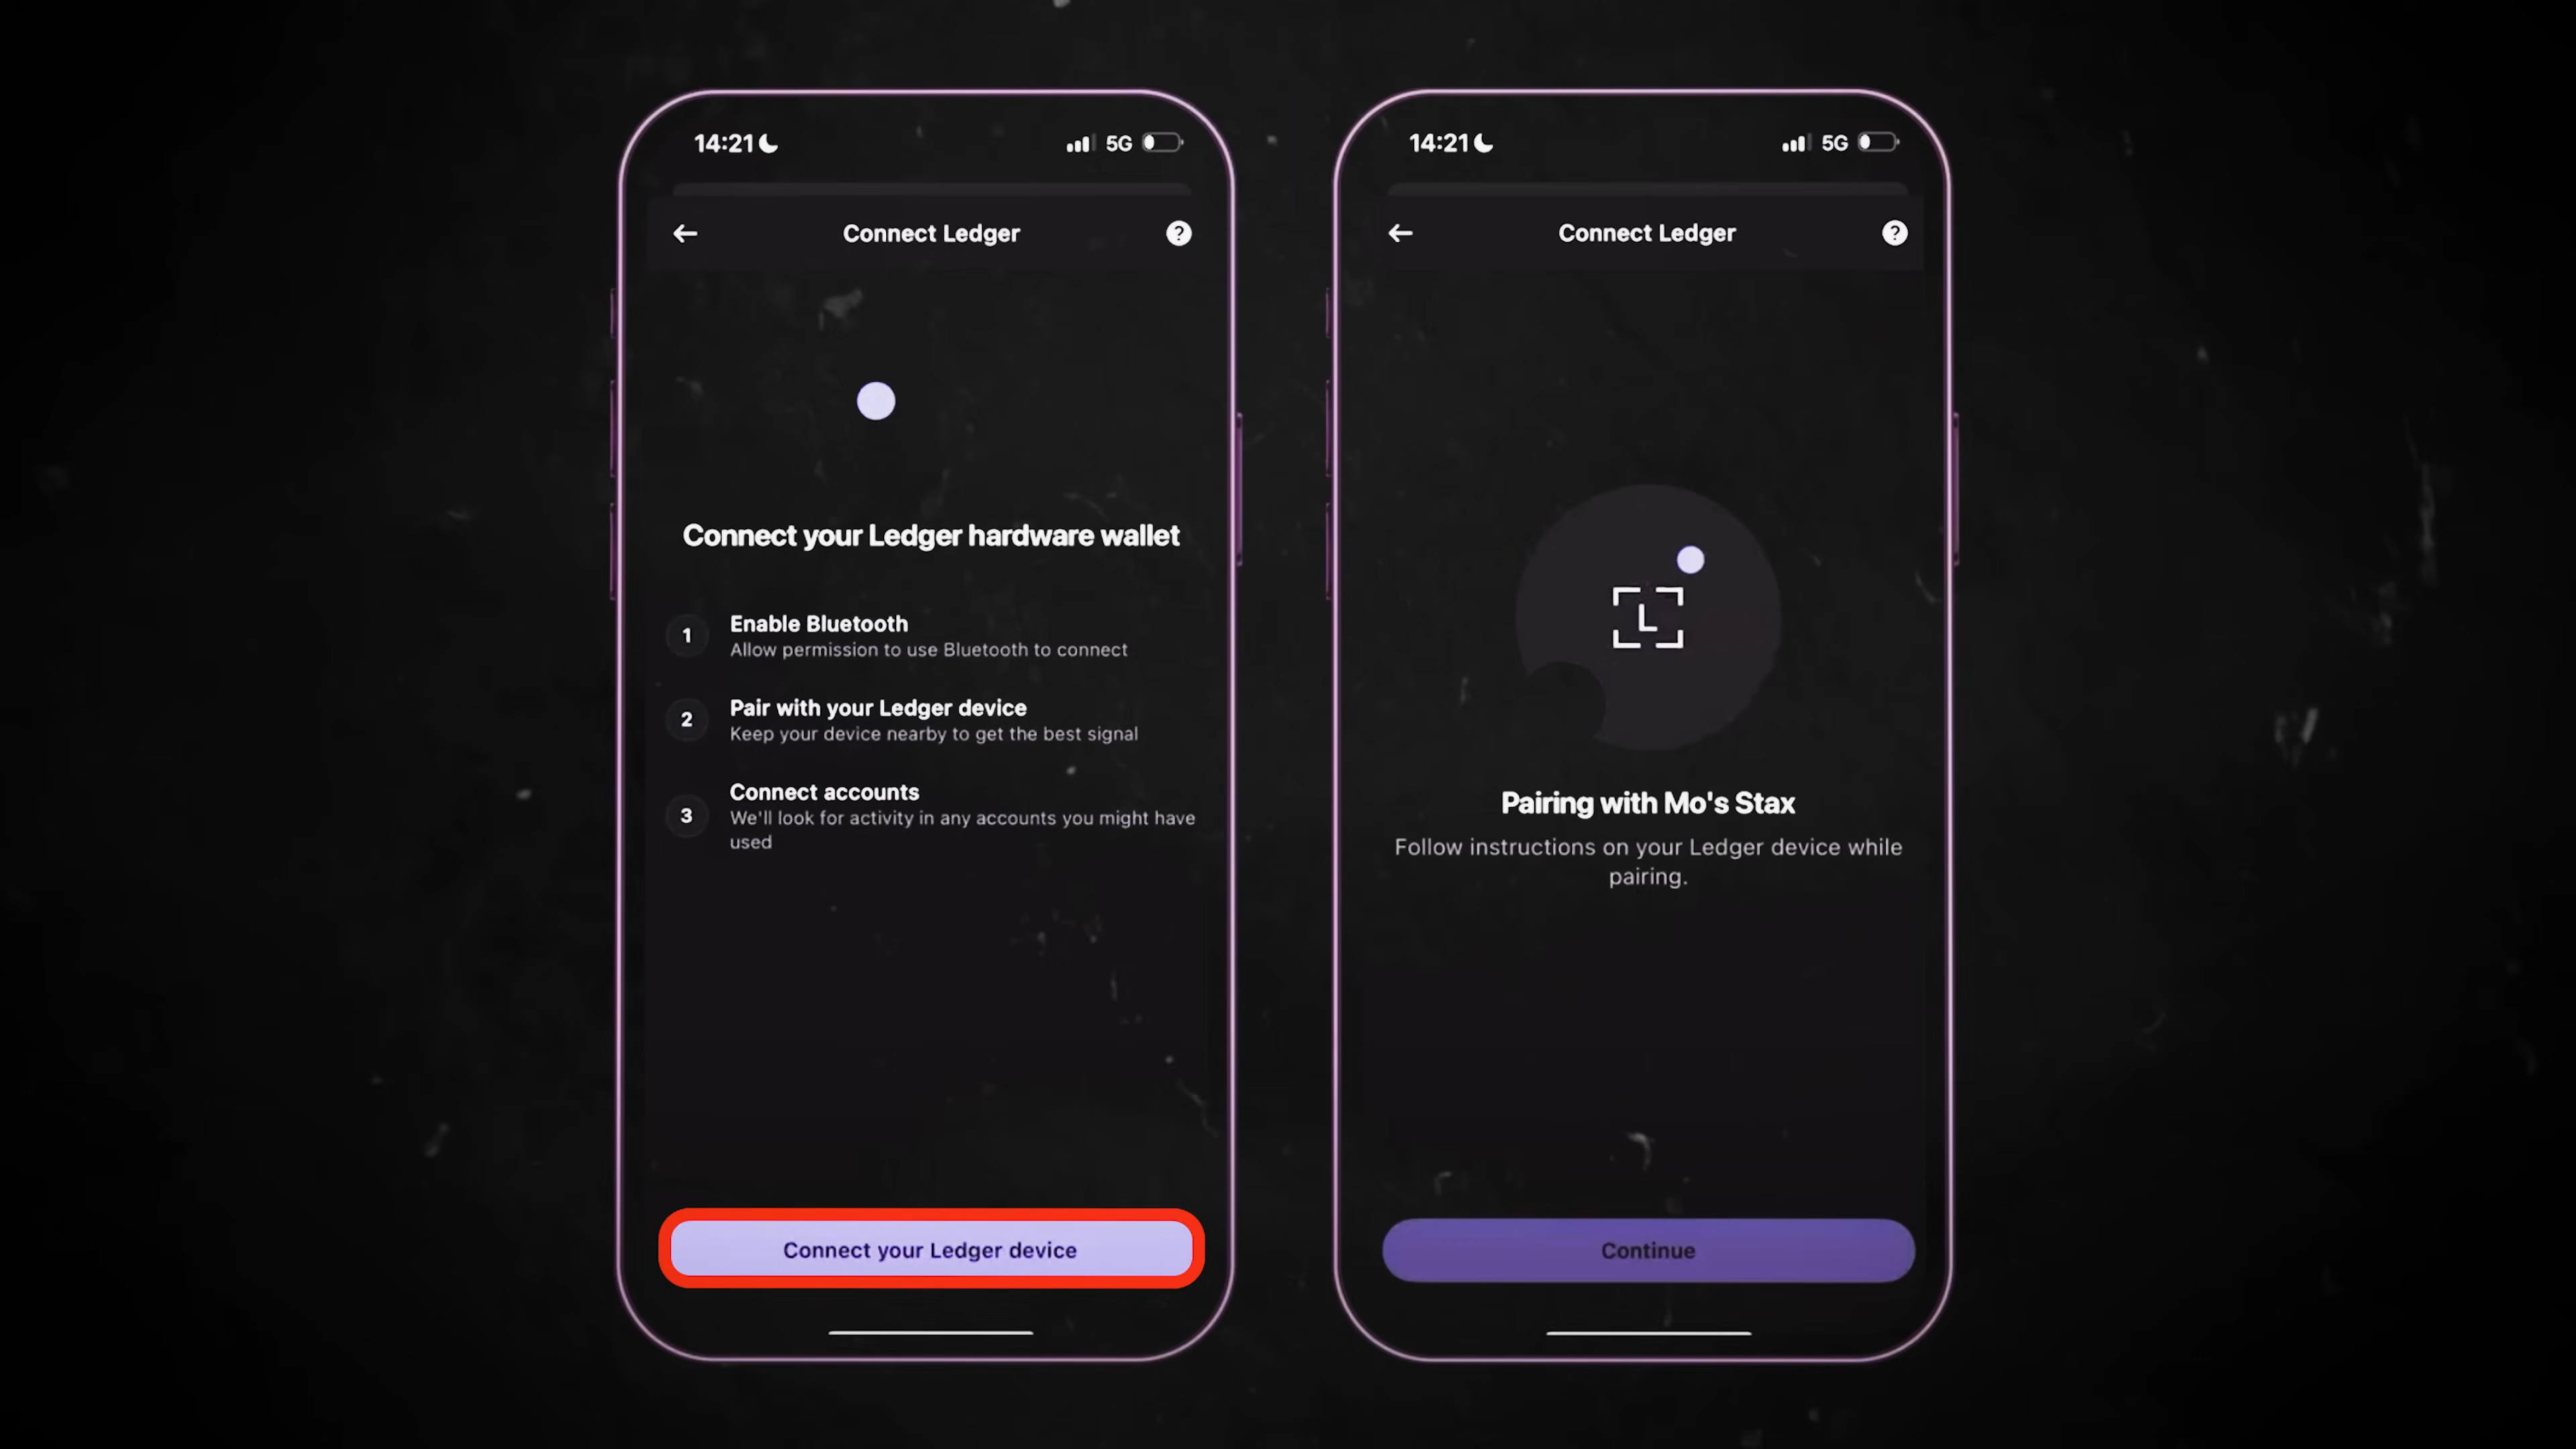 14:21
5G
Connect Ledger
?
Connect your Ledger hardware wallet
1
Enable Bluetooth
Allow permission to use Bluetooth to connect
2
Pair with your Ledger device
Keep your device nearby to get the best signal
3
Connect accounts
We'll look for activity in any accounts you might have
used
Connect your Ledger device
14:21
5G
Connect Ledger
?
L
Pairing with Mo's Stax
Follow instructions on your Ledger device while
pairing.
Continue